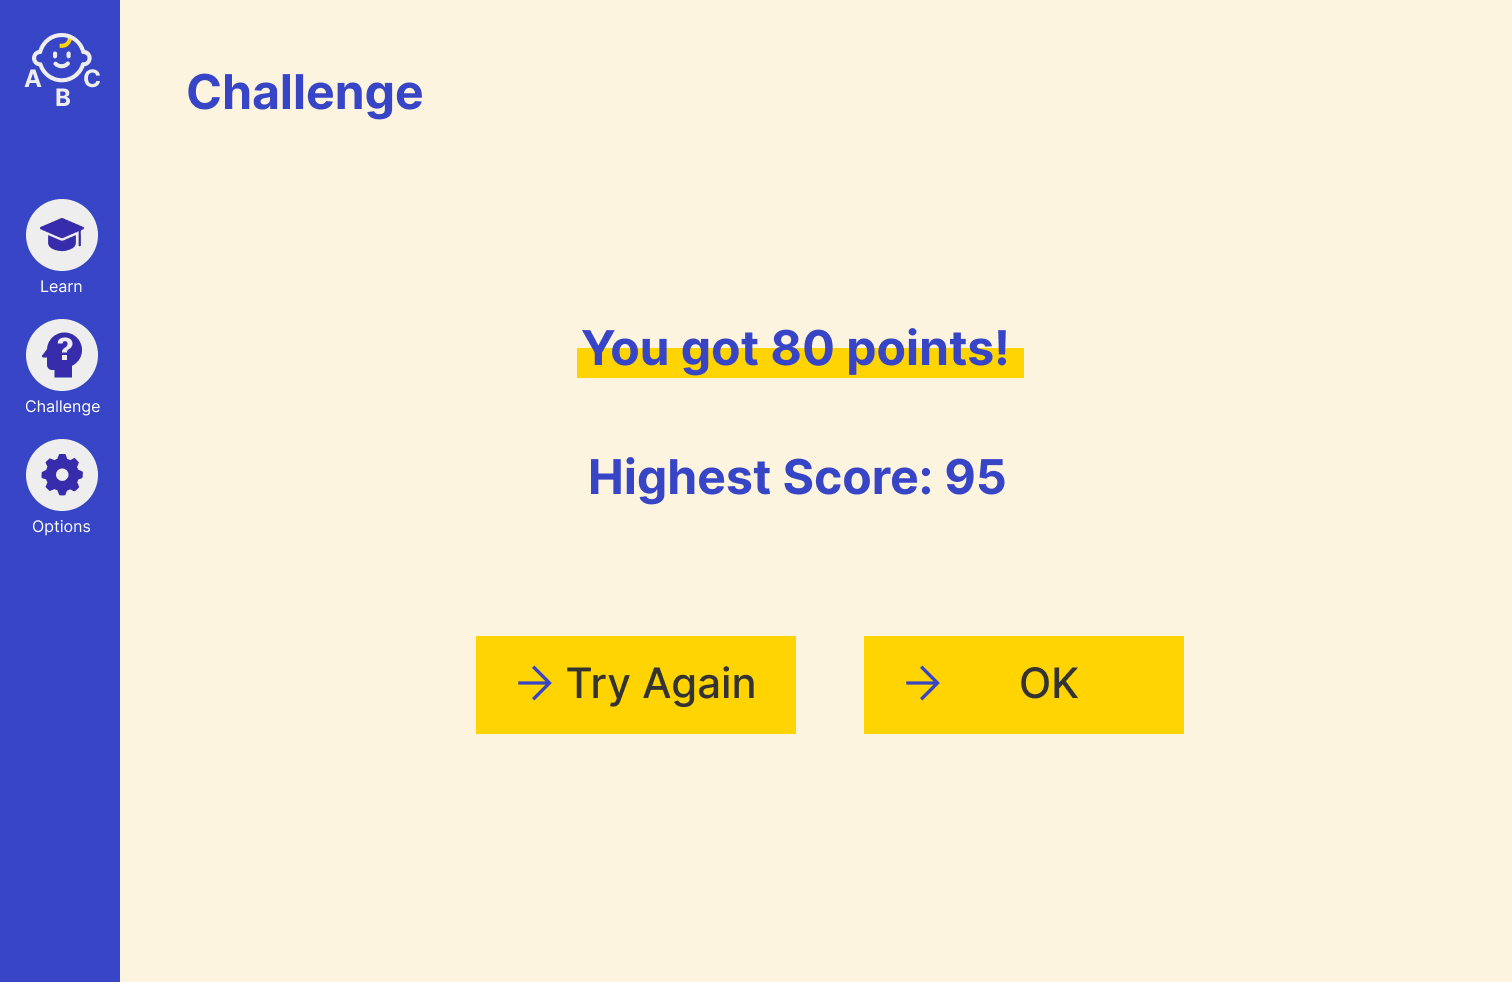 A
B
C
Learn
?
Challenge
Options
Challenge
You got 80 points!
Highest Score: 95
Try Again
OK